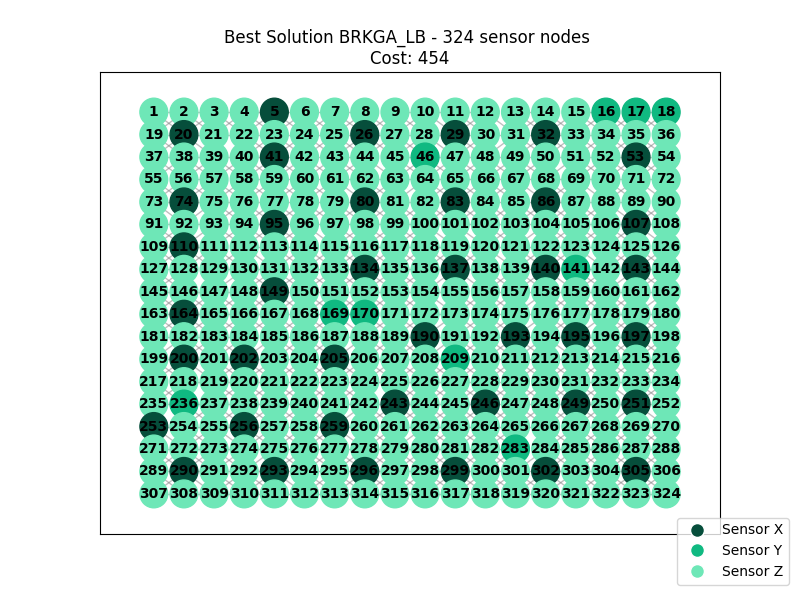 Best Solution BRKGA_LB - 324 sensor nodes
Cost: 454
1 2 3 4 5 6 7 8 9 10 11 12 13 14 15 16 17 18
19 20 21 22 23 24 25 26 27 28 29 30 31 32 33 34 35 36
37 38 39 40 41 42 43 44 45 46 47 48 49 50 51 52 53 54
55 56 57 58 59 60 61 62 63 64 65 66 67 68 69 70 71 72
73 74 75 76 77 78 79 80 81 82 83 84 85 86 87 88 89 90
91 92 93 94 95 96 97 98 99 100 101 102 103 104 105 106 107 108
109 110 111 112 113 114 115 116 117 118 119 120 121 122 123 124 125 126
127 128 129 130 131 132 133 134 135 136 137 138 139 140 141 142 143 144
145 146 147 148 149 150 151 152 153 154 155 156 157 158 159 160 161 162
163 164 165 166 167 168 169 170 171 172 173 174 175 176 177 178 179 180
181 182 183 184 185 186 187 188 189 190 191 192 193 194 195 196 197 198
199 200 201 202 203 204 205 206 207 208 209 210 211 212 213 214 215 216
217 218 219 220 221 222 223 224 225 226 227 228 229 230 231 232 233 234
235 236 237 238 239 240 241 242 243 244 245 246 247 248 249 250 251 252
253 254 255 256 257 258 259 260 261 262 263 264 265 266 267 268 269 270
271 272 273 274 275 276 277 278 279 280 281 282 283 284 285 286 287 288
289 290 291 292 293 294 295 296 297 298 299 300 301 302 303 304 305 306
307 308 309 310 311 312 313 314 315 316 317 318 319 320 321 322 323 324
Sensor X
Sensor Y
Sensor Z